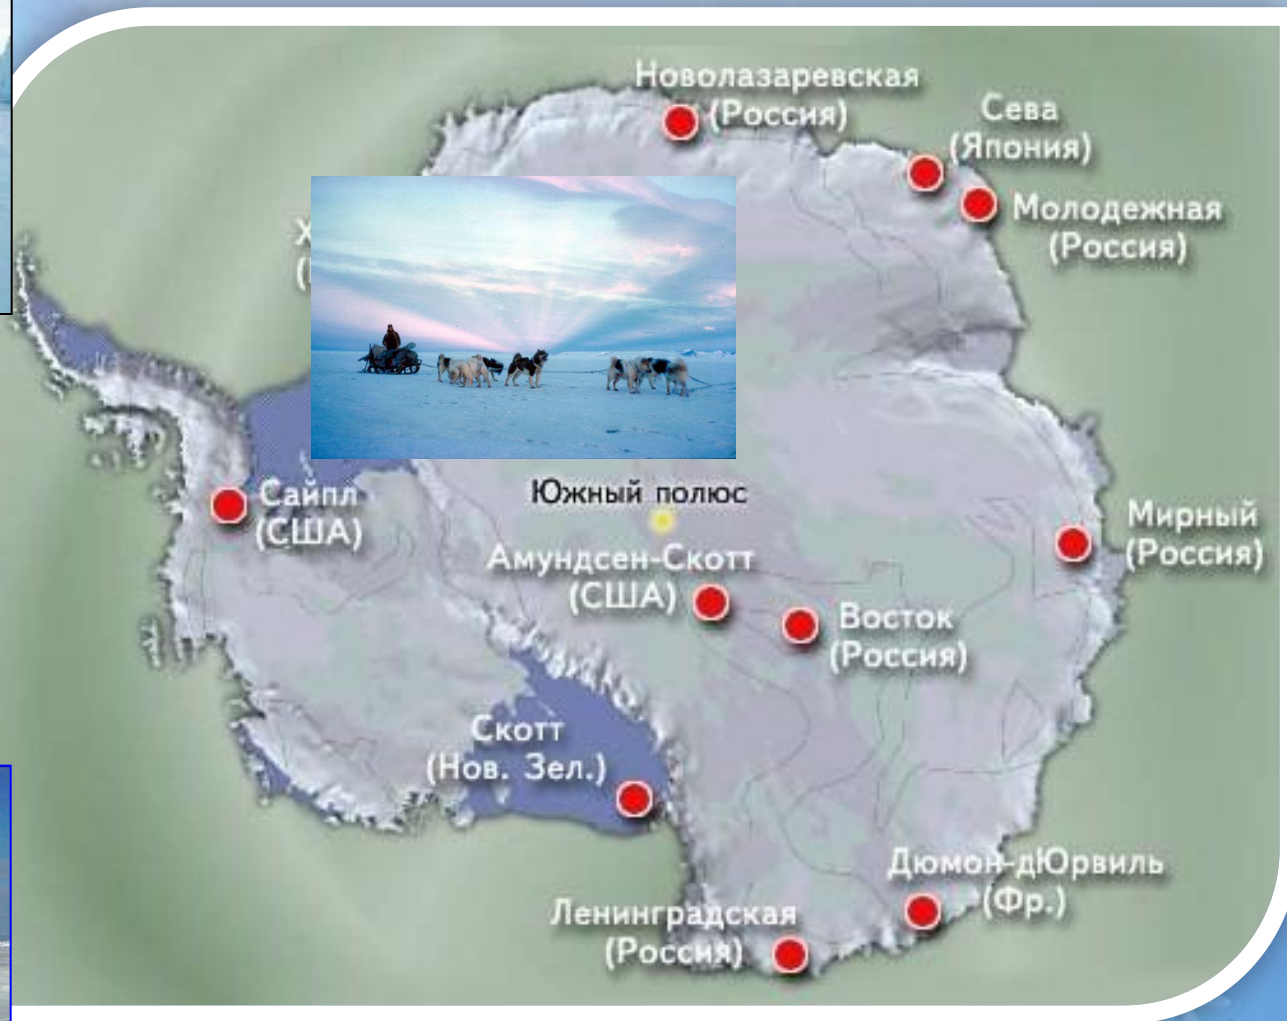 Новолазаревская
(Россия)
Сева
(Япония)
Молодежная
(Россия)
Сайпл
(США)
Южный полюс
Амундсен-Скотт
(США)
Восток
(Россия)
Мирный
(Россия)
Скотт
(Нов. Зел.)
Дюмон-дЮрвиль
(Фр.)
Ленинградская
(Россия)